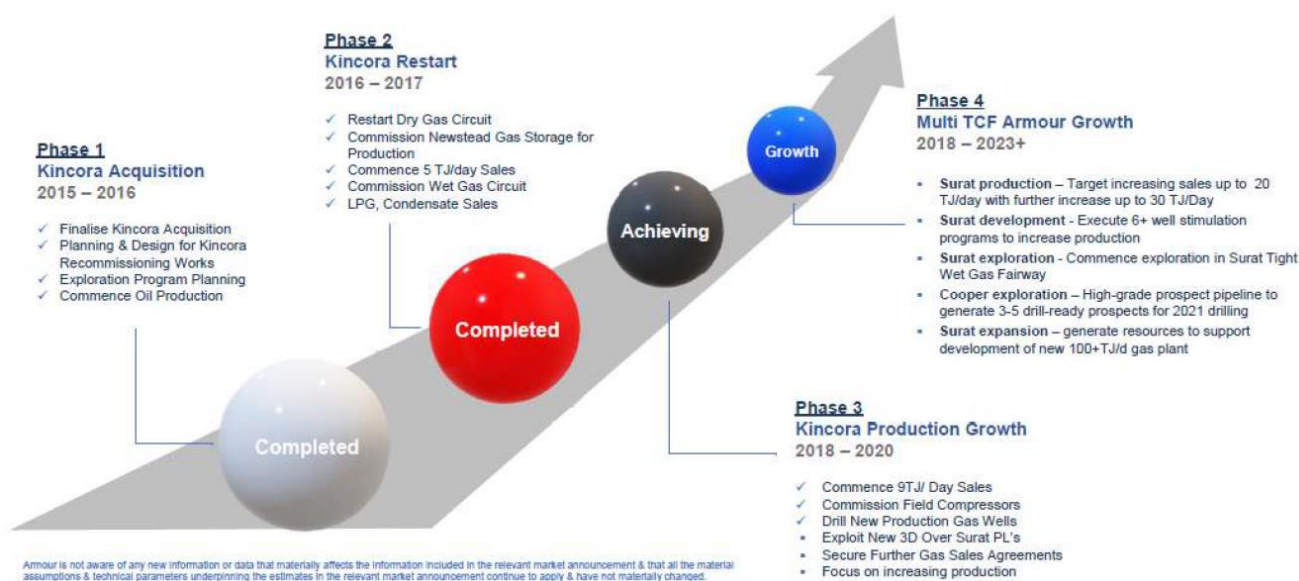 Phase 1
Kincora Acquisition
2015 – 2016
✓ Finalise Kincora Acquisition
✓ Planning & Design for Kincora
Recommissioning Works
✓ Exploration Program Planning
✓ Commence Oil Production
Completed
Phase 2
Kincora Restart
2016 – 2017
✓ Restart Dry Gas Circuit
✓ Commission Newstead Gas Storage for
Production
✓ Commence 5 TJ/day Sales
✓ Commission Wet Gas Circuit
✓ LPG, Condensate Sales
Completed
Achieving
Phase 3
Kincora Production Growth
2018 – 2020
✓ Commence 9TJ/ Day Sales
✓ Commission Field Compressors
✓ Drill New Production Gas Wells
▪ Exploit New 3D Over Surat PL's
▪ Secure Further Gas Sales Agreements
▪ Focus on increasing production
Growth
Phase 4
Multi TCF Armour Growth
2018 – 2023+
▪ Surat production – Target increasing sales up to 20
TJ/day with further increase up to 30 TJ/Day
▪ Surat development - Execute 6+ well stimulation
programs to increase production
▪ Surat exploration - Commence exploration in Surat Tight
Wet Gas Fairway
▪ Cooper exploration – High-grade prospect pipeline to
generate 3-5 drill-ready prospects for 2021 drilling
▪ Surat expansion – generate resources to support
development of new 100+TJ/d gas plant
Armour is not aware of any new information or data that materially affects the information included in the relevant market announcement & that all the material
assumptions & technical parameters underpinning the estimates in the relevant market announcement continue to apply & have not materially changed.